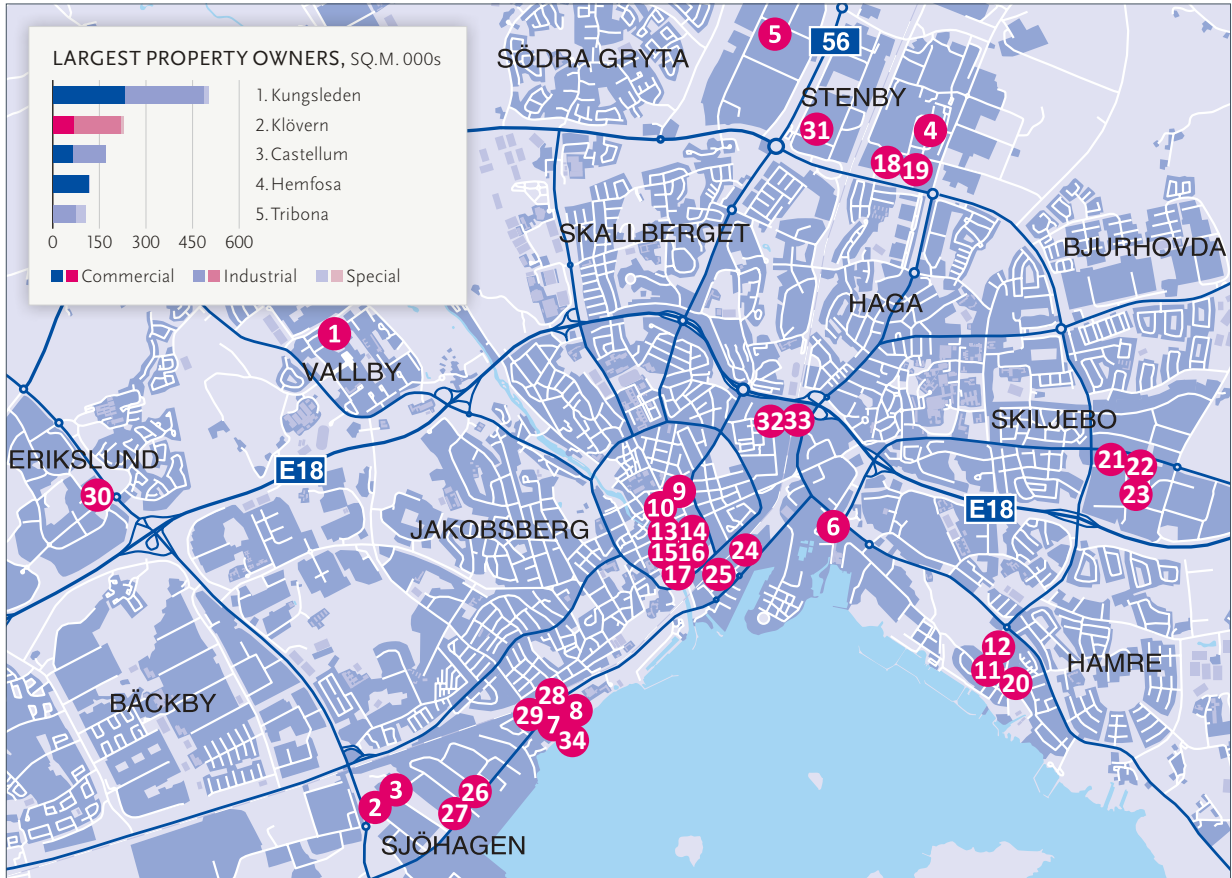 LARGEST PROPERTY OWNERS, SQ.M. 000s
1. Kungsleden
2. Klövern
3. Castellum
4. Hemfosa
5. Tribona
0 150 300 450 600
Commercial Industrial Special
5
56
SÖDRA GRYTA
STENBY
31
4
18
19
SKALLBERGET
BJURHOVDA
HAGA
1
VALLBY
32
33
SKILJEBO
ERIKSLUND
E18
21
22
30
9
23
10
E18
JAKOBSBERG
13
14
6
15
16
24
17
25
12
HAMRE
11
20
BÄCKBY
28
29
8
7
34
3
26
2
27
SJÖHAGEN